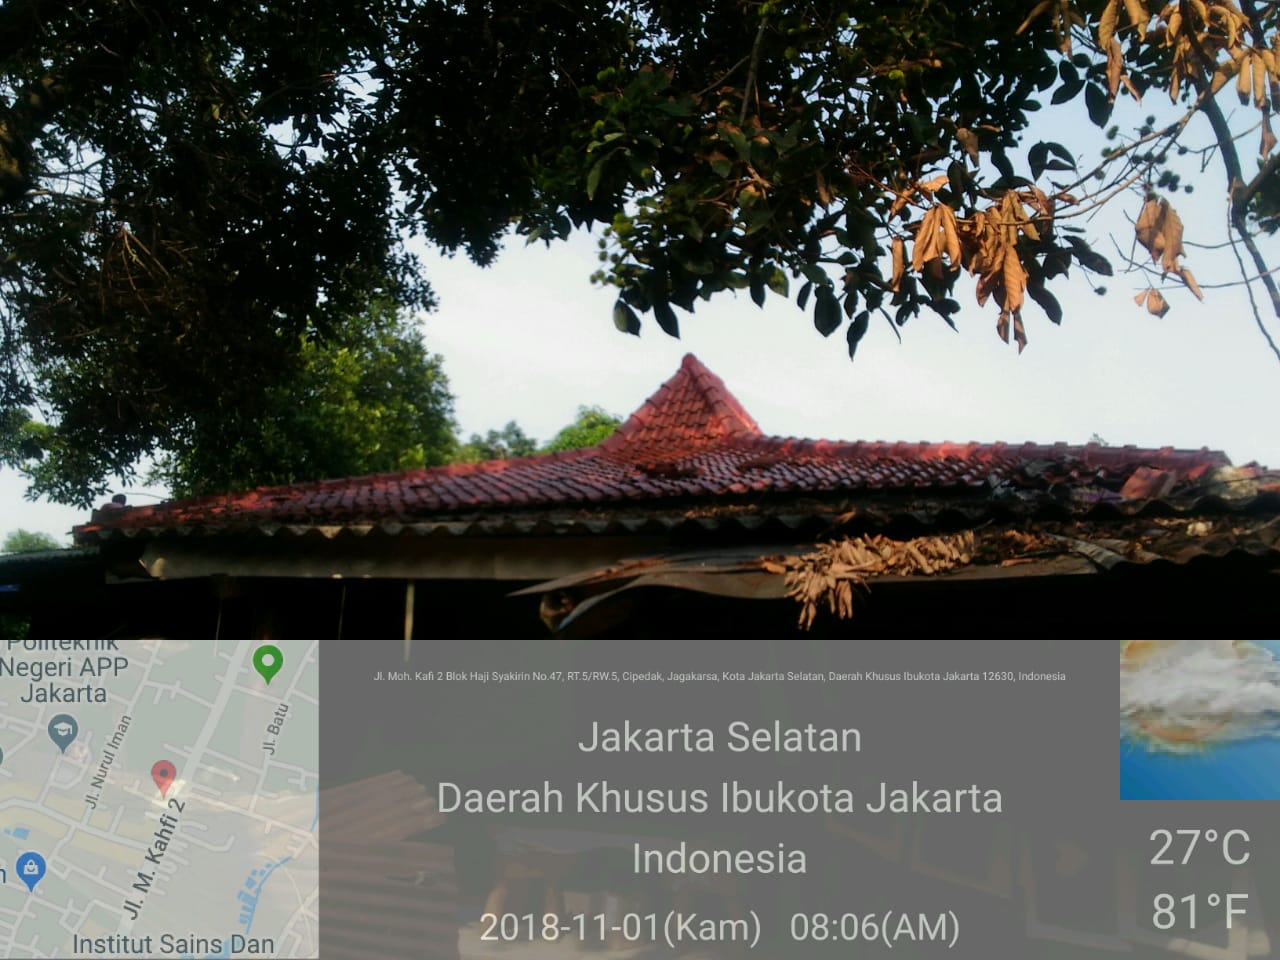 Politeknik
Negeri APP
Jakarta
Jl. Nurul Iman
Jl. Batu
Jl. M. Kahfi 2
Institut Sains Dan
Jl. Moh. Kafi 2 Blok Haji Syakirin No.47, RT.5/RW.5, Cipedak, Jagakarsa, Kota Jakarta Selatan, Daerah Khusus Ibukota Jakarta 12630, Indonesia
Jakarta Selatan
Daerah Khusus Ibukota Jakarta
Indonesia
2018-11-01(Kam) 08:06(AM)
27°C
81°F